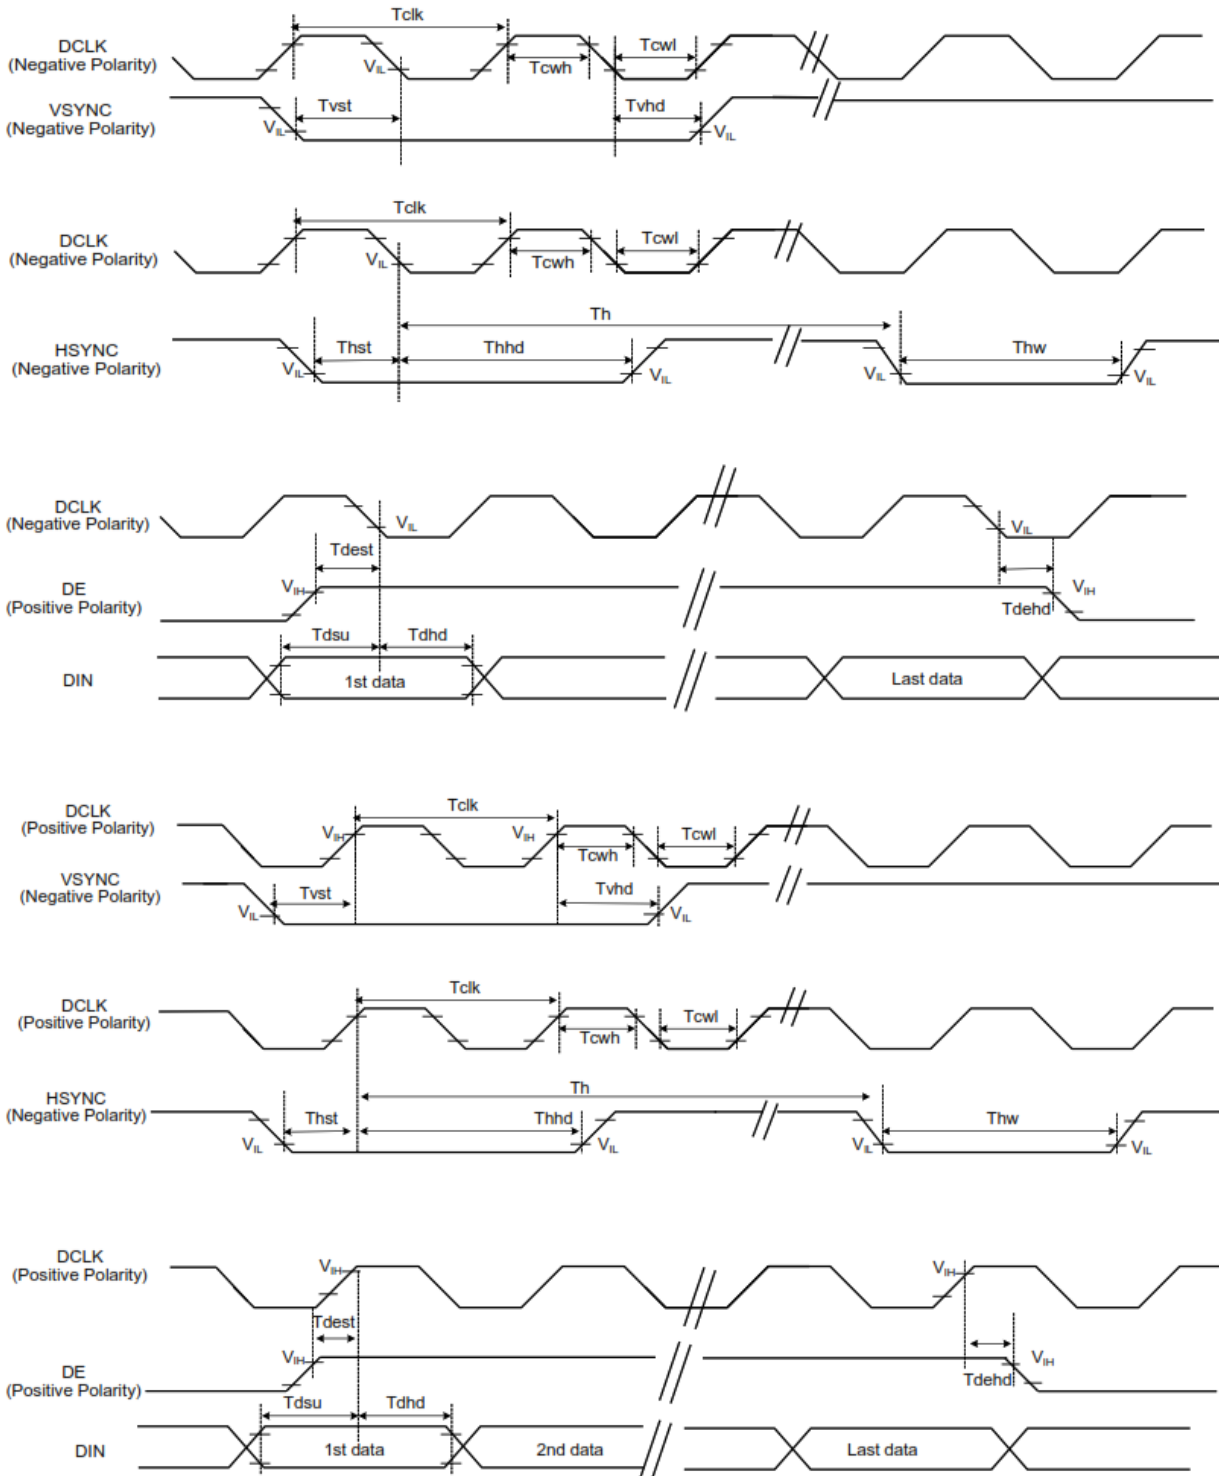 Tclk
DCLK
(Negative Polarity)
VIL
Tcwh
Tcwl
VSYNC
(Negative Polarity)
Tvst
Tvhd
VIL
VIL
Tclk
DCLK
(Negative Polarity)
VIL
Tcwh
Tcwl
Th
HSYNC
(Negative Polarity)
Thst
Thhd
Thw
VIL
VIL
VIL
VIL
DCLK
(Negative Polarity)
VIL
VIL
Tdest
DE
(Positive Polarity)
VIH
VIH
Tdehd
Tdsu
Tdhd
DIN
1st data
Last data
DCLK
(Positive Polarity)
Tclk
VIH
VIH
Tcwh
Tcwl
VSYNC
(Negative Polarity)
Tvst
Tvhd
VIL
VIL
Tclk
DCLK
(Positive Polarity)
Tcwh
Tcwl
Th
HSYNC
(Negative Polarity)
Thst
Thhd
Thw
VIL
VIL
VIL
VIL
DCLK
(Positive Polarity)
VIH
VIH
Tdest
DE
(Positive Polarity)
VIH
VIH
Tdehd
Tdsu
Tdhd
DIN
1st data
2nd data
Last data